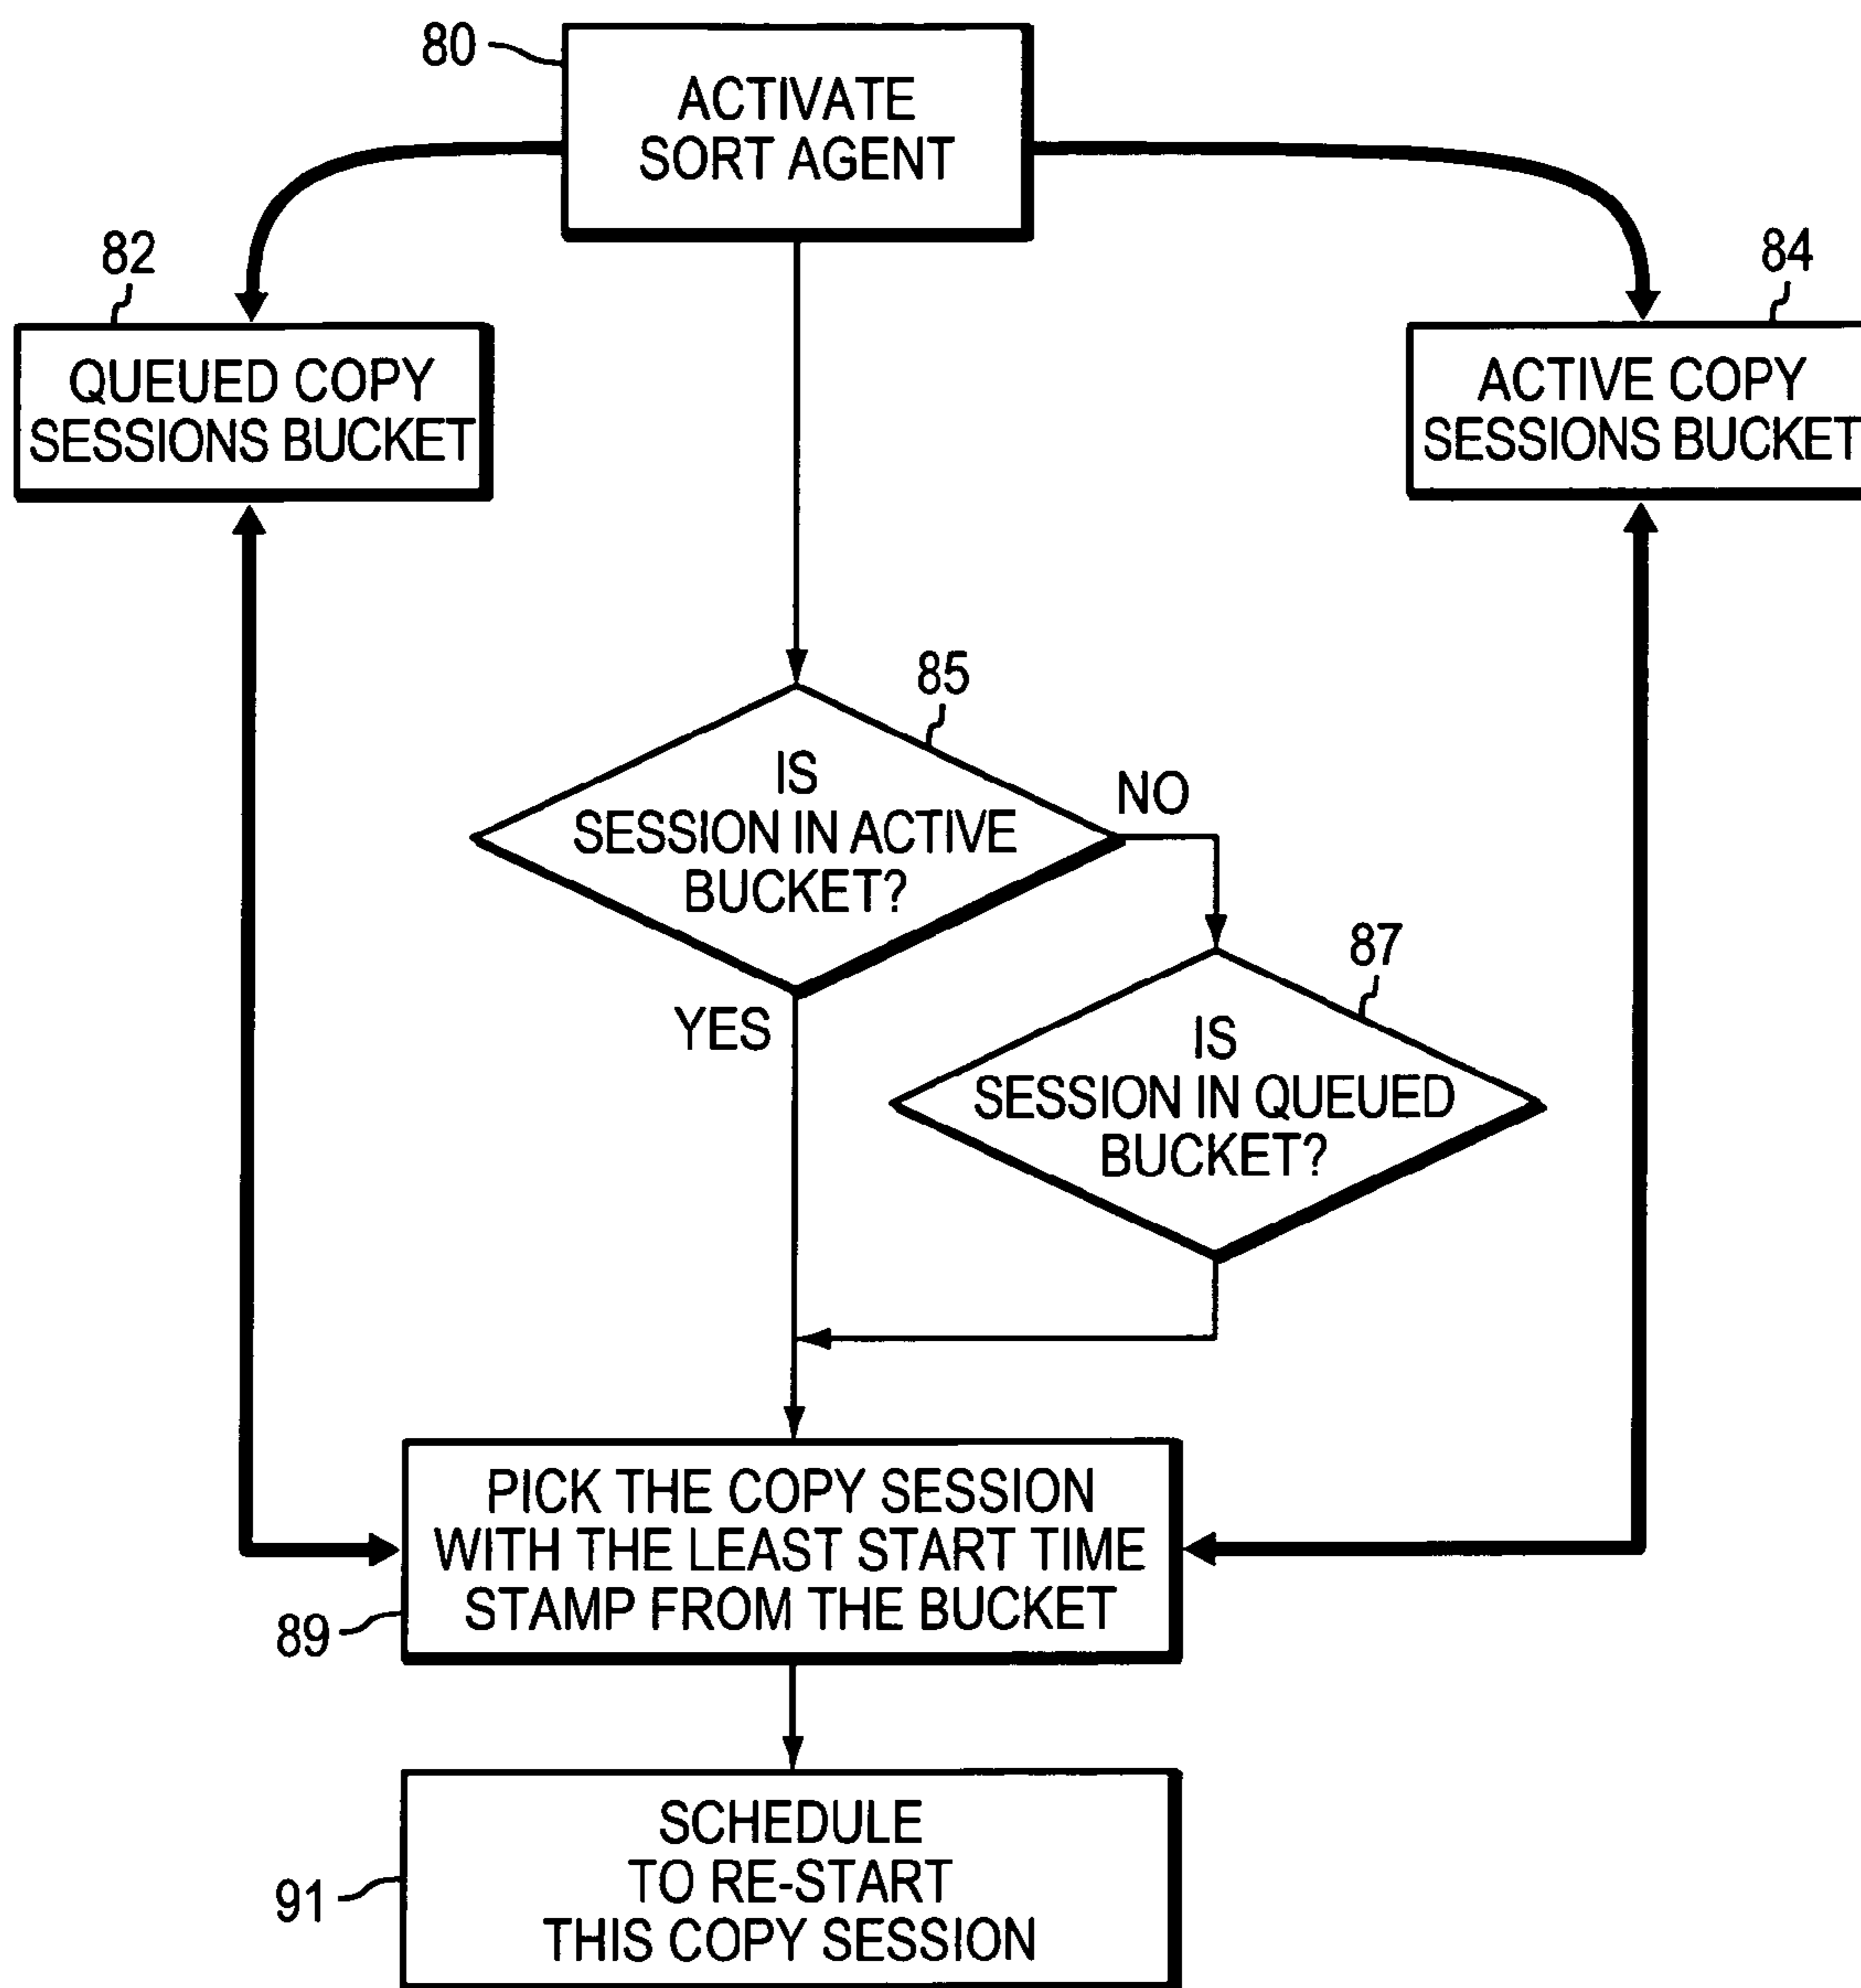 80
ACTIVATE
SORT AGENT
82
QUEUED COPY
SESSIONS BUCKET
84
ACTIVE COPY
SESSIONS BUCKET
85
IS
SESSION IN ACTIVE
BUCKET?
NO
YES
87
IS
SESSION IN QUEUED
BUCKET?
PICK THE COPY SESSION
WITH THE LEAST START TIME
STAMP FROM THE BUCKET
89
SCHEDULE
TO RE-START
THIS COPY SESSION
91